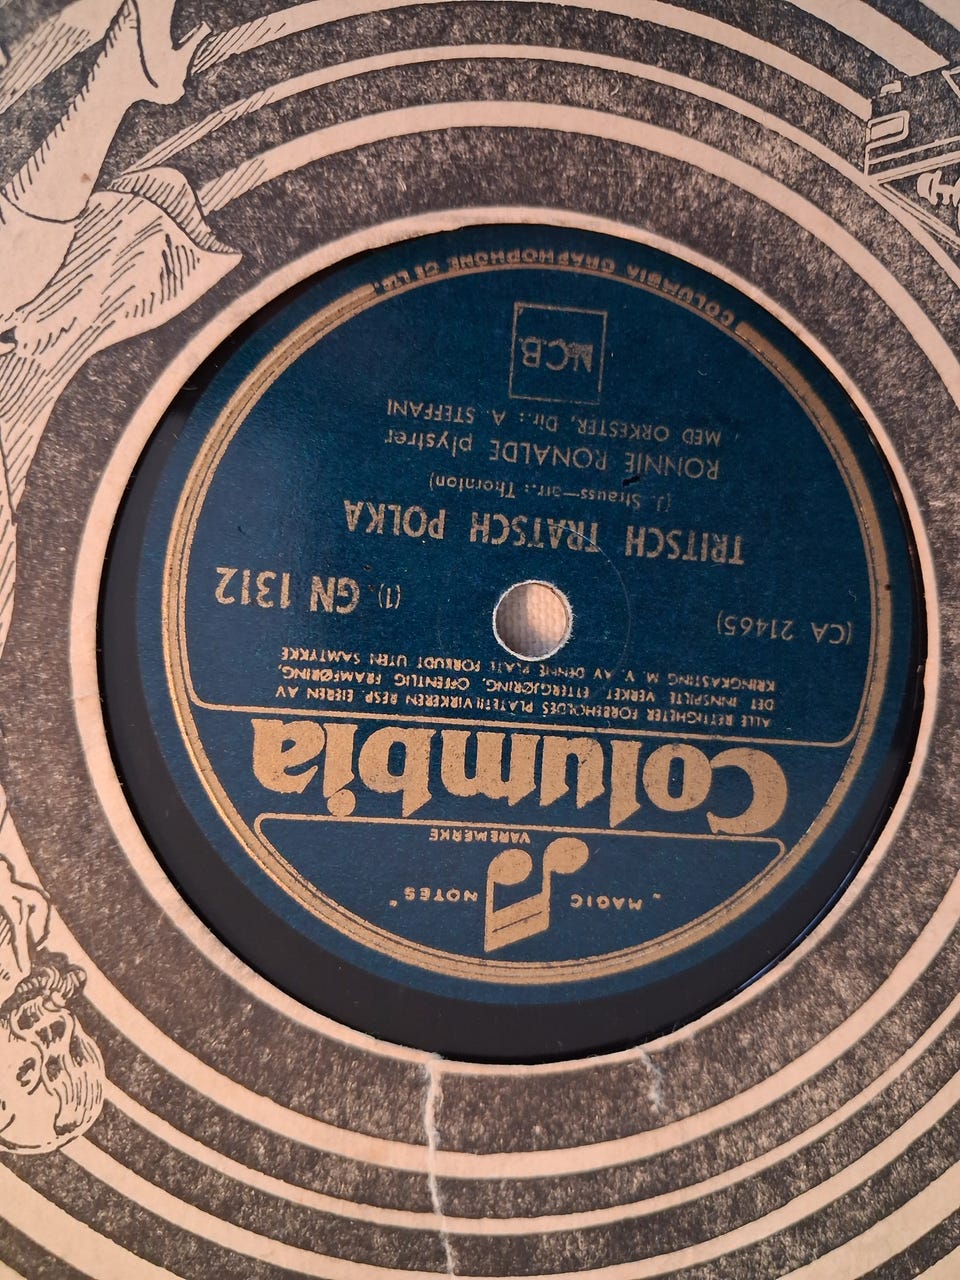 "MAGIC NOTES"
VAREMERKE
Columbia
ALLE RETTIGHETER FORBEHOLDES PLATETILVIRKEREN RESP. EIEREN AV
DET INNSPILTE VERKET. ETTERGJØRING, OFFENTLIG FRAMFØRING,
KRINGKASTING M. V. AV DENNE PLATE FORBUDT UTEN SAMTYKKE
(CA 21465)
(1). GN 1312
TRITSCH TRATSCH POLKA
(J. Strauss—arr.: Thornton)
RONNIE RONALDE plystrer
MED ORKESTER, Dir.: A. STEFFANI
N.C.B.
COLUMBIA GRAPHOPHONE Co LTD.